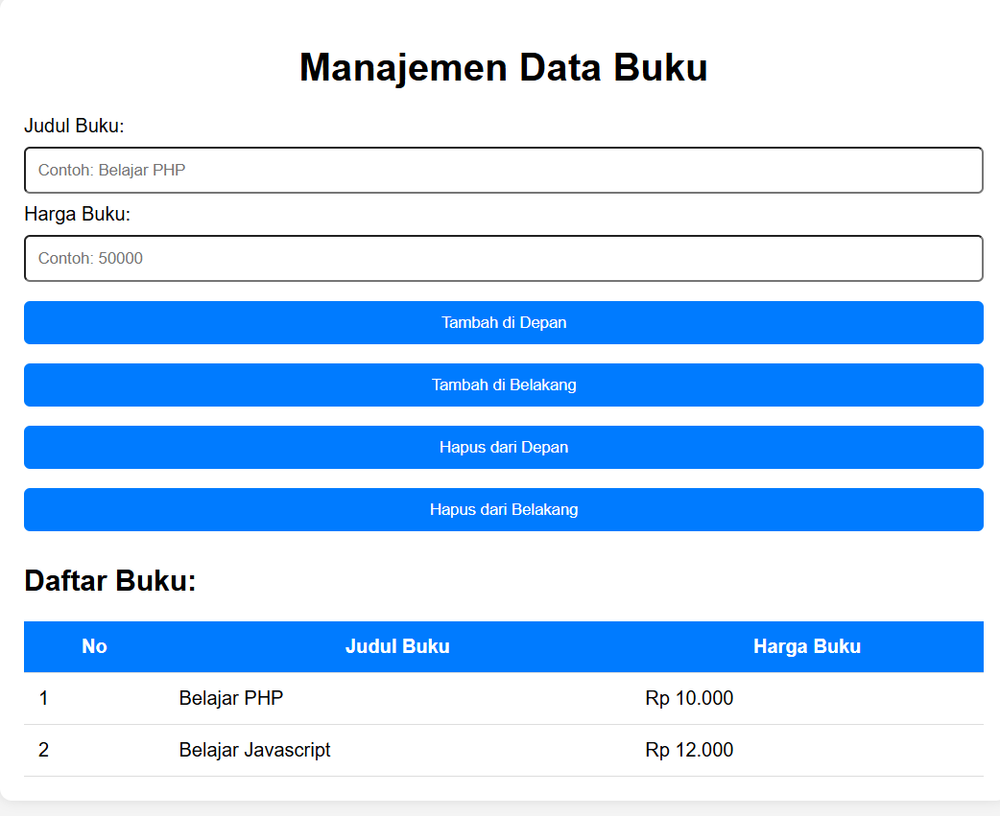 Manajemen Data Buku
Judul Buku:
Contoh: Belajar PHP
Harga Buku:
Contoh: 50000
Tambah di Depan
Tambah di Belakang
Hapus dari Depan
Hapus dari Belakang
Daftar Buku:
No Judul Buku Harga Buku
1 Belajar PHP Rp 10.000
2 Belajar Javascript Rp 12.000